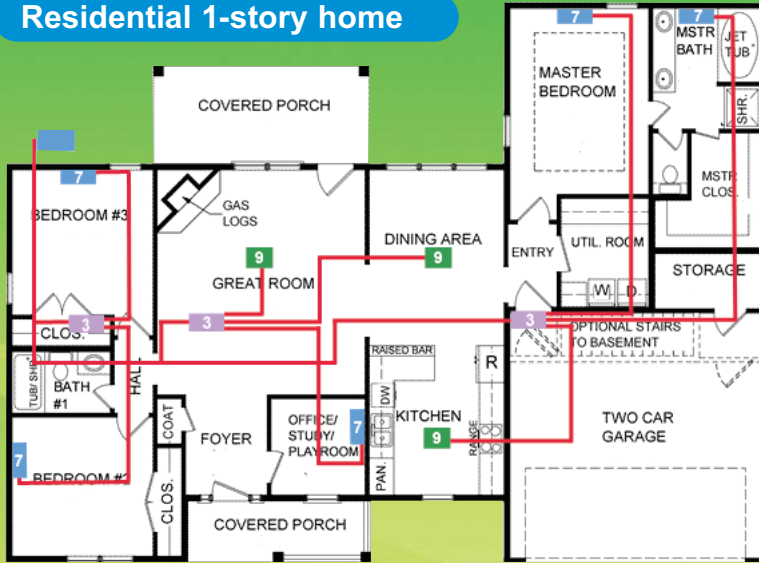 Residential 1-story home
7
7
MSTR
BATH
JET
TUB
MASTER
BEDROOM
SHR.
COVERED PORCH
7
MSTR
CLOS.
BEDROOM #3
GAS
LOGS
DINING AREA
ENTRY
UTIL. ROOM
9
9
GREAT ROOM
STORAGE
W.
D.
3
3
3
CLOS.
OPTIONAL STAIRS
TO BASEMENT
RAISED BAR
R
TUB/ SHR
BATH
#1
HALL
DW
COAT
OFFICE/
STUDY/
PLAYROOM
7
KITCHEN
9
RANGE
TWO CAR
GARAGE
FOYER
7
BEDROOM #2
CLOS.
PAN.
COVERED PORCH